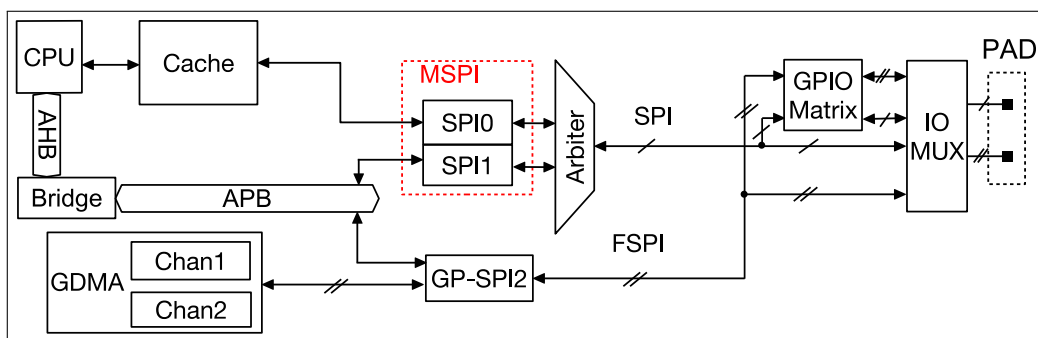 CPU
Cache
MSPI
SPI0
SPI1
Arbiter
SPI
GPIO
Matrix
IO
MUX
PAD
AHB
Bridge
APB
GDMA
Chan1
Chan2
GP-SPI2
FSPI